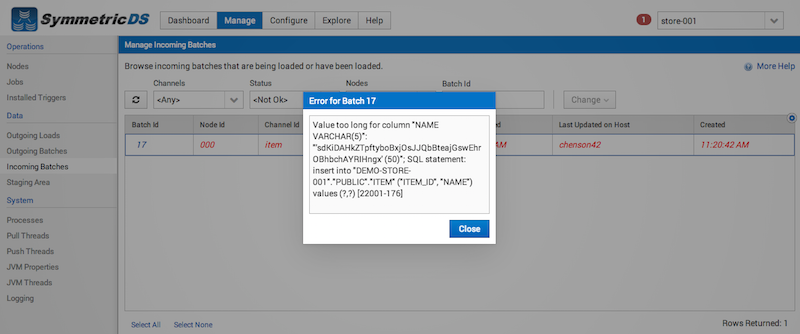 SymmetricDS
Dashboard Manage Configure Explore Help
1 store-001
Operations
Nodes
Jobs
Installed Triggers
Data
Outgoing Loads
Outgoing Batches
Incoming Batches
Staging Area
System
Processes
Pull Threads
Push Threads
JVM Properties
JVM Threads
Logging
Manage Incoming Batches
Browse incoming batches that are being loaded or have been loaded.
More Help
Channels Status Nodes Batch Id
<Any> <Not Ok> Change
Batch Id Node Id Channel Id Last Updated on Host Created
17 000 item AM chenson42 11:20:42 AM
Error for Batch 17
Value too long for column "NAME
VARCHAR(5)":
"'sdKiDAHkZTpftyboBxjOsJJQbBteajGswEhr
OBhbchAYRIHngx' (50)"; SQL statement:
insert into "DEMO-STORE-
001"."PUBLIC"."ITEM" ("ITEM_ID", "NAME")
values (?,?) [22001-176]
Close
Select All Select None
Rows Returned: 1